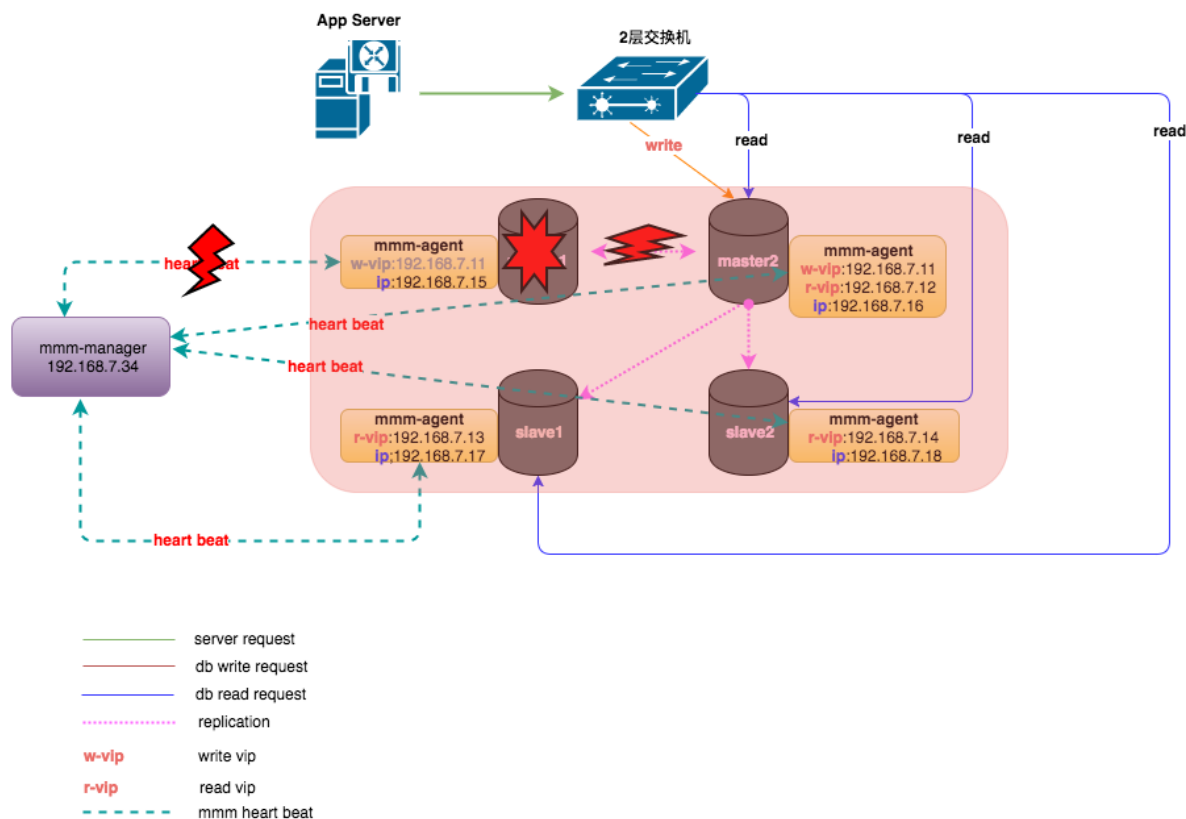 App Server
2层交换机
write
read
read
read
mmm-agent
w-vip:192.168.7.11
ip:192.168.7.15
master2
mmm-agent
w-vip:192.168.7.11
r-vip:192.168.7.12
ip:192.168.7.16
heart beat
heart beat
heart beat
mmm-manager
192.168.7.34
mmm-agent
r-vip:192.168.7.13
ip;192.168.7.17
slave1
slave2
mmm-agent
r-vip:192.168.7.14
ip:192.168.7.18
heart beat
server request
db write request
db read request
replication
w-vip write vip
r-vip read vip
mmm heart beat